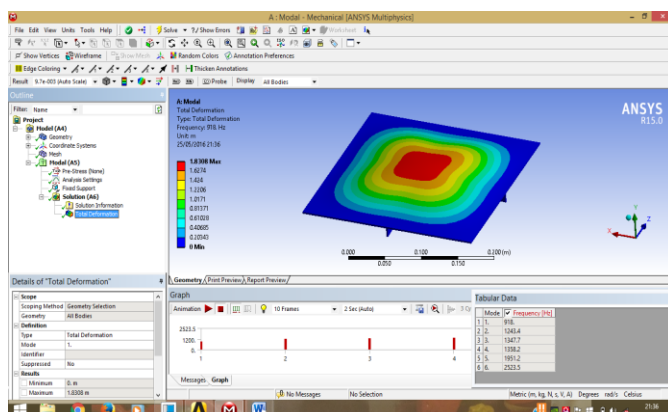 A : Modal - Mechanical [ANSYS Multiphysics]
File Edit View Units Tools Help Solve ?/ Show Errors Worksheet
Show Vertices Wireframe Show Mesh Random Colors Annotation Preferences
Edge Coloring Thicken Annotations
Result 9.7e-003 (Auto Scale) Probe Display All Bodies
Outline
Filter: Name
Project
Model (A4)
Geometry
Coordinate Systems
Mesh
Modal (A5)
Pre-Stress (None)
Analysis Settings
Fixed Support
Solution (A6)
Solution Information
Total Deformation
A: Modal
Total Deformation
Type: Total Deformation
Frequency: 918. Hz
Unit: m
25/05/2016 21:36
1.8308 Max
1.6274
1.424
1.2206
1.0171
0.81371
0.61028
0.40685
0.20343
0 Min
ANSYS
R15.0
0.000 0.100 0.200 (m)
0.050 0.150
Y
Z
X
Geometry Print Preview Report Preview
Details of "Total Deformation"
Scope
Scoping Method Geometry Selection
Geometry All Bodies
Definition
Type Total Deformation
Mode 1.
Identifier
Suppressed No
Results
Minimum 0. m
Maximum 1.8308 m
Graph
Animation 10 Frames 2 Sec (Auto)
2523.5
1200.
0.
1 2 3 4
Messages Graph
Tabular Data
Mode Frequency [Hz]
1 1. 918.
2 2. 1243.4
3 3. 1347.7
4 4. 1358.2
5 5. 1951.2
6 6. 2523.5
No Messages No Selection Metric (m, kg, N, s, V, A) Degrees rad/s Celsius
21:36